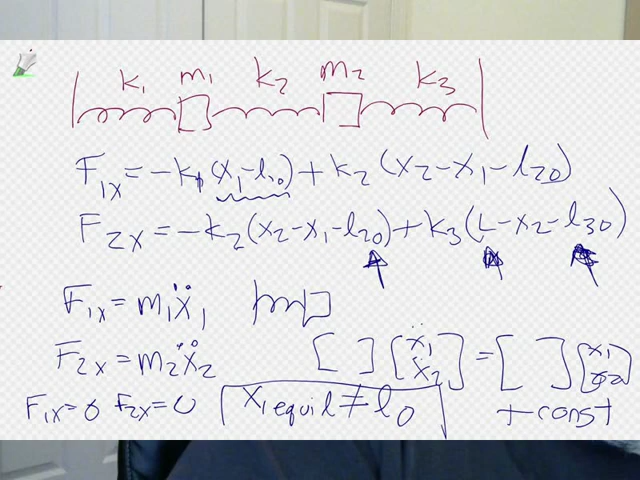 k₁ m₁ k₂ m₂ k₃
F₁ₓ = -k₁(x₁-l₁₀) + k₂(x₂-x₁-l₂₀)
F₂ₓ = -k₂(x₂-x₁-l₂₀) + k₃(L-x₂-l₃₀)
F₁ₓ = m₁ẍ₁
F₂ₓ = m₂ẍ₂ [ ] [ẍ₁ ẍ₂] = [ ] [x₁ x₂]
F₁ₓ = 0 F₂ₓ = 0 x₁ equil ≠ l₀ + const